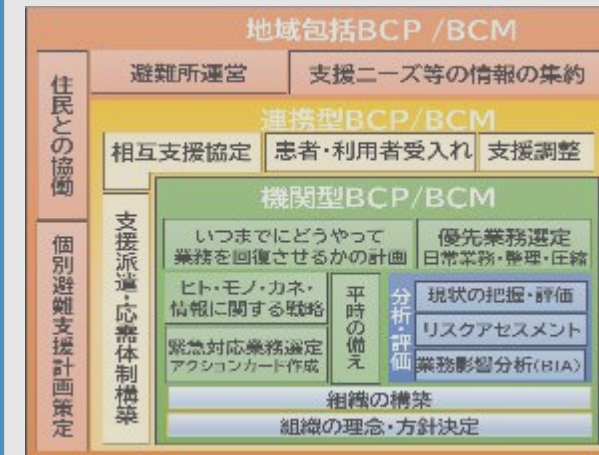 地域包括BCP /BCM
住民との協働
避難所運営
支援ニーズ等の情報の集約
個別避難支援計画策定
連携型BCP/BCM
相互支援協定
患者・利用者受入れ
支援調整
支援派遣・応需体制構築
機関型BCP/BCM
いつまでにどうやって
業務を回復させるかの計画
優先業務選定
日常業務・整理・圧縮
ヒト・モノ・カネ・
情報に関する戦略
緊急対応業務選定
アクションカード作成
平時の備え
分析・評価
現状の把握・評価
リスクアセスメント
業務影響分析(BIA)
組織の構築
組織の理念・方針決定